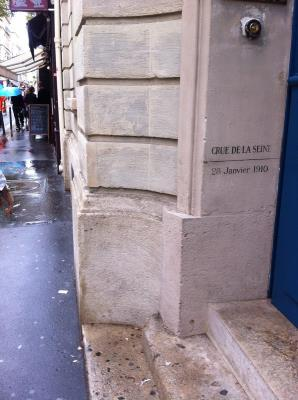 CRUE DE LA SEINE
28 Janvier 1910